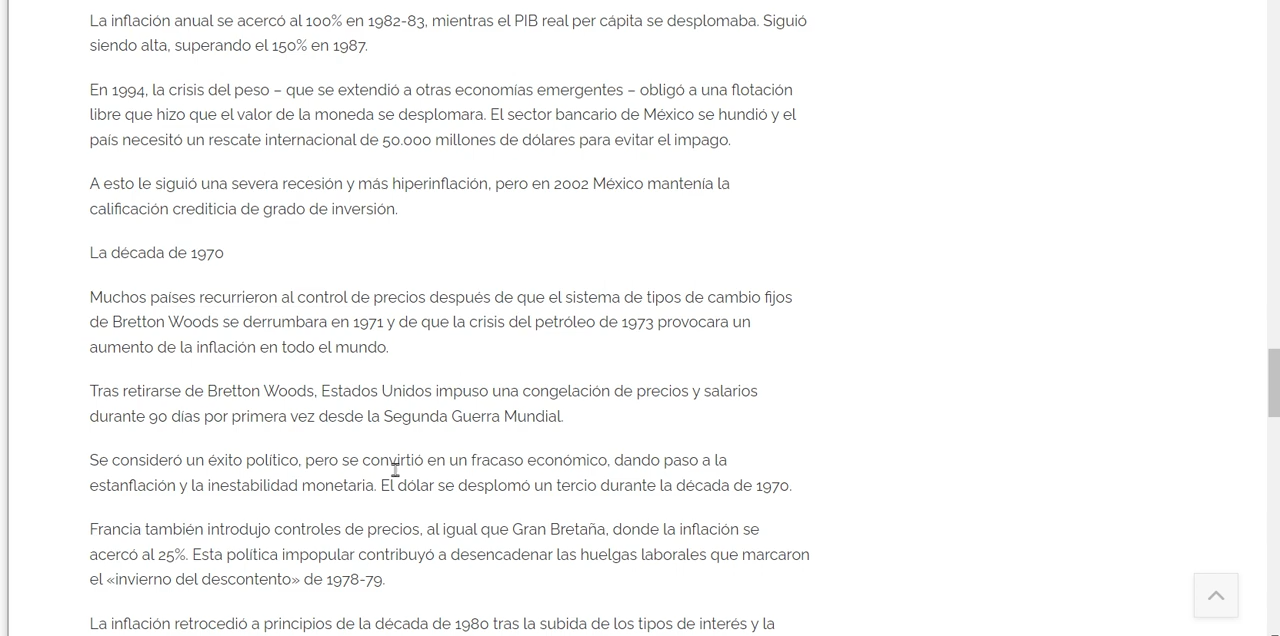 La inflación anual se acercó al 100% en 1982-83, mientras el PIB real per cápita se desplomaba. Siguió
siendo alta, superando el 150% en 1987.
En 1994, la crisis del peso – que se extendió a otras economías emergentes – obligó a una flotación
libre que hizo que el valor de la moneda se desplomara. El sector bancario de México se hundió y el
país necesitó un rescate internacional de 50.000 millones de dólares para evitar el impago.
A esto le siguió una severa recesión y más hiperinflación, pero en 2002 México mantenía la
calificación crediticia de grado de inversión.
La década de 1970
Muchos países recurrieron al control de precios después de que el sistema de tipos de cambio fijos
de Bretton Woods se derrumbara en 1971 y de que la crisis del petróleo de 1973 provocara un
aumento de la inflación en todo el mundo.
Tras retirarse de Bretton Woods, Estados Unidos impuso una congelación de precios y salarios
durante 90 días por primera vez desde la Segunda Guerra Mundial.
Se consideró un éxito político, pero se convirtió en un fracaso económico, dando paso a la
estanflación y la inestabilidad monetaria. El dólar se desplomó un tercio durante la década de 1970.
Francia también introdujo controles de precios, al igual que Gran Bretaña, donde la inflación se
acercó al 25%. Esta política impopular contribuyó a desencadenar las huelgas laborales que marcaron
el «invierno del descontento» de 1978-79.
La inflación retrocedió a principios de la década de 1980 tras la subida de los tipos de interés y la